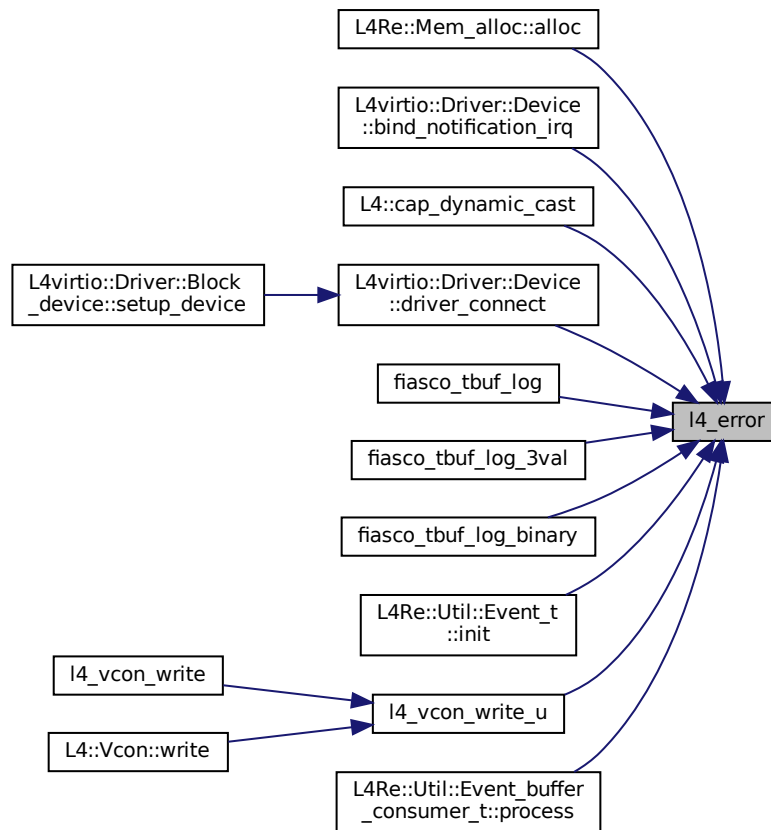 L4Re::Mem_alloc::alloc
L4virtio::Driver::Device
::bind_notification_irq
L4::cap_dynamic_cast
L4virtio::Driver::Block
_device::setup_device
L4virtio::Driver::Device
::driver_connect
fiasco_tbuf_log
l4_error
fiasco_tbuf_log_3val
fiasco_tbuf_log_binary
L4Re::Util::Event_t
::init
l4_vcon_write
l4_vcon_write_u
L4::Vcon::write
L4Re::Util::Event_buffer
_consumer_t::process